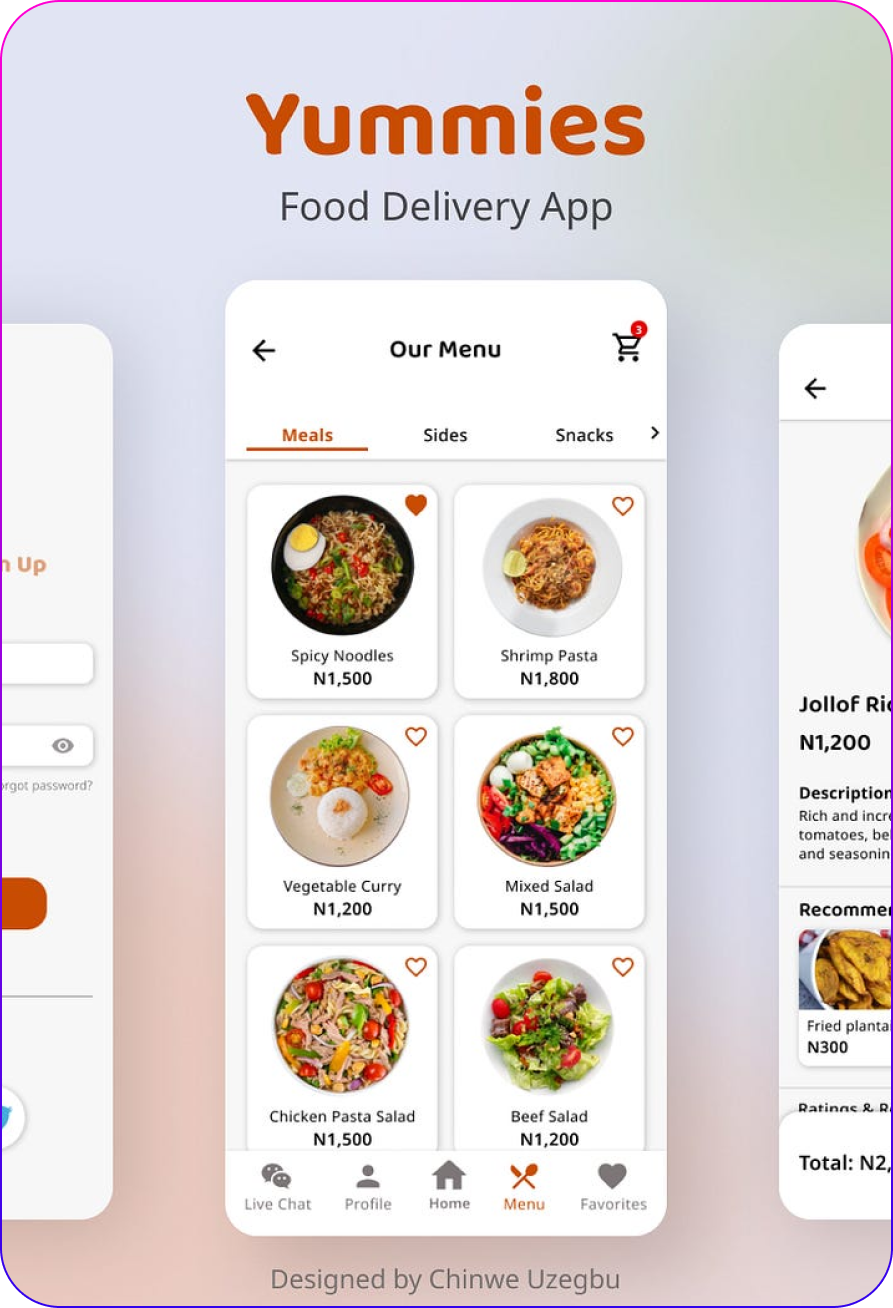 Yummies
Food Delivery App
Up
orgot password?
Our Menu
3
Meals
Sides
Snacks
Spicy Noodles
N1,500
Shrimp Pasta
N1,800
Vegetable Curry
N1,200
Mixed Salad
N1,500
Chicken Pasta Salad
N1,500
Beef Salad
N1,200
Live Chat
Profile
Home
Menu
Favorites
Jollof Ric
N1,200
Description
Rich and incre
tomatoes, bel
and seasonin
Recommen
Fried planta
N300
Ratings & Re
Total: N2,
Designed by Chinwe Uzegbu